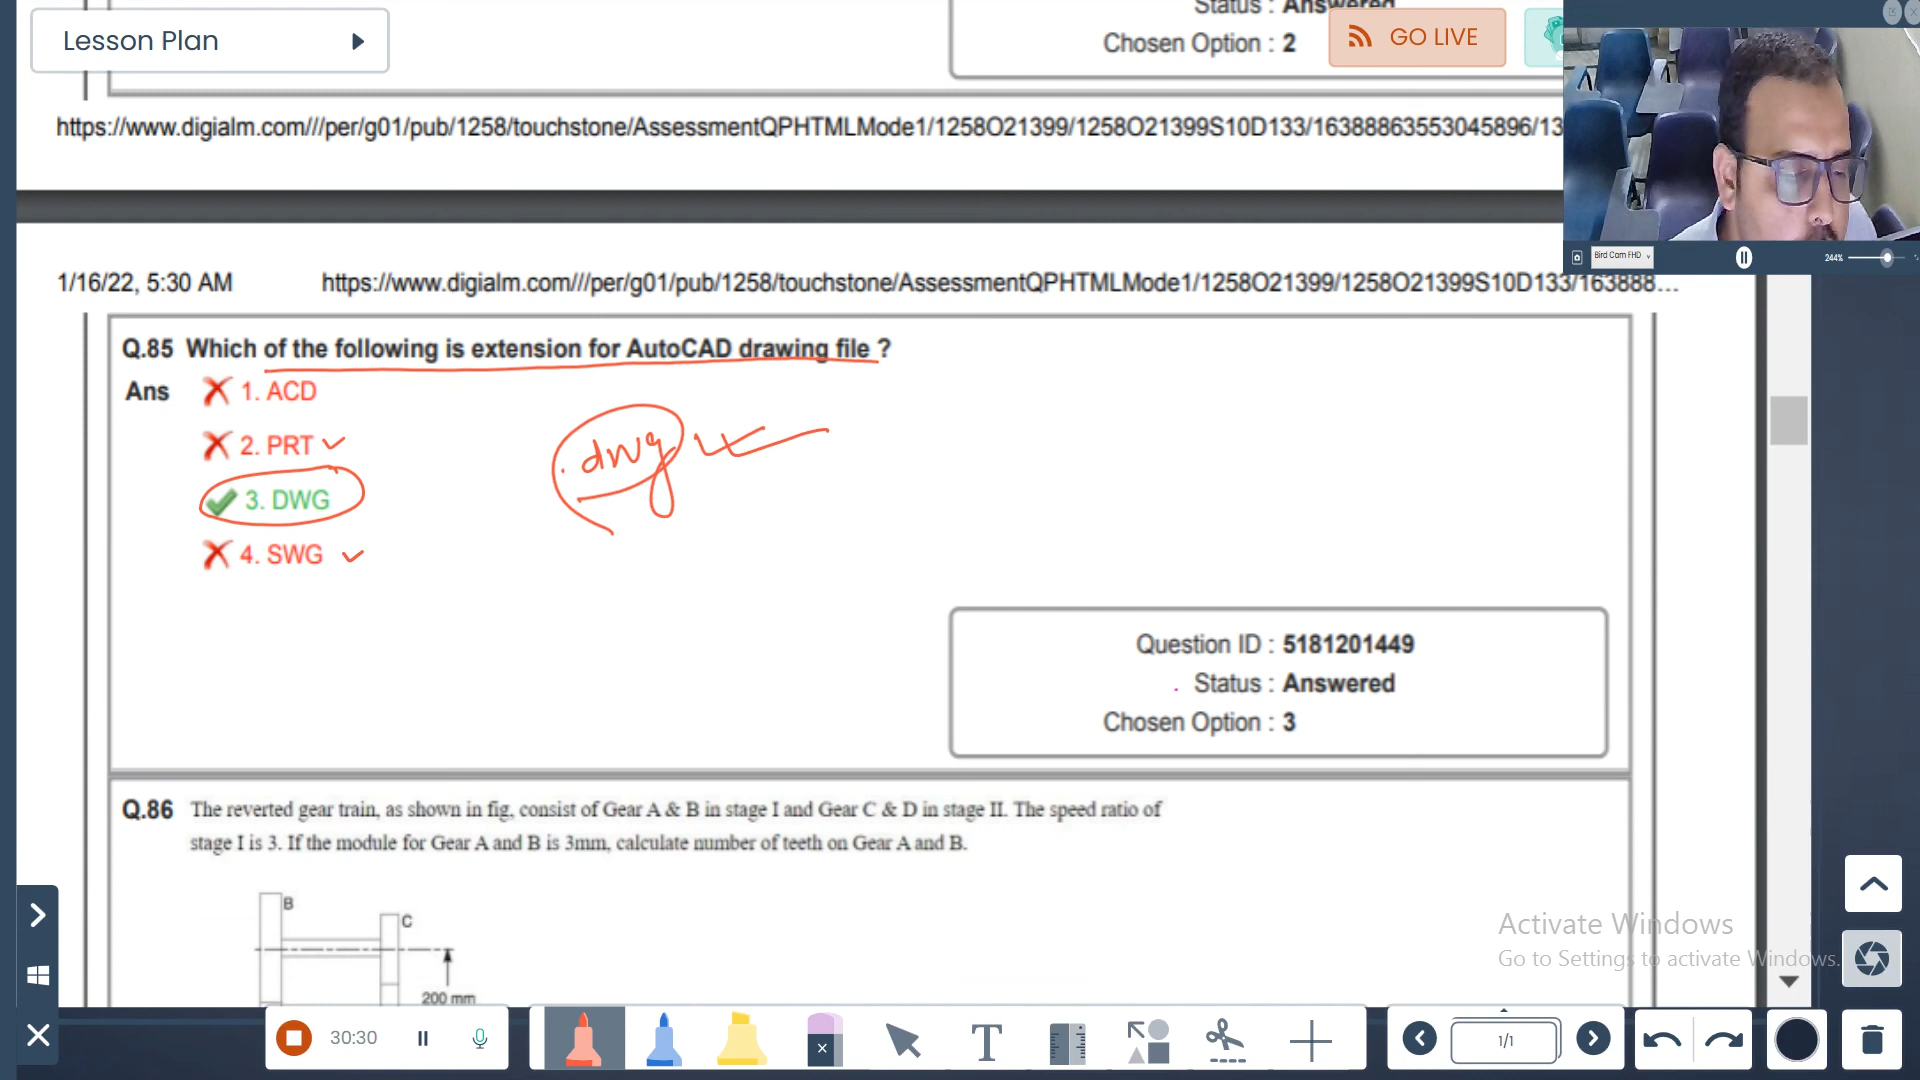 Status : Answered
Lesson Plan
Chosen Option : 2
GO LIVE
https://www.digialm.com///per/g01/pub/1258/touchstone/AssessmentQPHTMLMode1/1258O21399/1258O21399S10D133/16388863553045896/13
Bird Cam FHD
244%
1/16/22, 5:30 AM
https://www.digialm.com///per/g01/pub/1258/touchstone/AssessmentQPHTMLMode1/1258O21399/1258O21399S10D133/163888...
Q.85 Which of the following is extension for AutoCAD drawing file ?
Ans 1. ACD
2. PRT
3. DWG
4. SWG
.dwg
Question ID : 5181201449
Status : Answered
Chosen Option : 3
Q.86 The reverted gear train, as shown in fig, consist of Gear A & B in stage I and Gear C & D in stage II. The speed ratio of
stage I is 3. If the module for Gear A and B is 3mm, calculate number of teeth on Gear A and B.
B
C
200 mm
Activate Windows
Go to Settings to activate Windows.
30:30
T
1/1